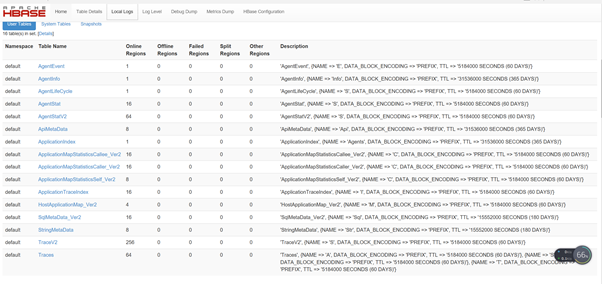 APACHE
HBASE
Home Table Details Local Logs Log Level Debug Dump Metrics Dump HBase Configuration
User Tables System Tables Snapshots
16 table(s) in set. [Details]
Namespace Table Name Online Regions Offline Regions Failed Regions Split Regions Other Regions Description
default AgentEvent 1 0 0 0 0 'AgentEvent', {NAME => 'E', DATA_BLOCK_ENCODING => 'PREFIX', TTL => '5184000 SECONDS (60 DAYS)'}
default AgentInfo 1 0 0 0 0 'AgentInfo', {NAME => 'Info', DATA_BLOCK_ENCODING => 'PREFIX', TTL => '31536000 SECONDS (365 DAYS)'}
default AgentLifeCycle 1 0 0 0 0 'AgentLifeCycle', {NAME => 'S', DATA_BLOCK_ENCODING => 'PREFIX', TTL => '5184000 SECONDS (60 DAYS)'}
default AgentStat 16 0 0 0 0 'AgentStat', {NAME => 'S', DATA_BLOCK_ENCODING => 'PREFIX', TTL => '5184000 SECONDS (60 DAYS)'}
default AgentStatV2 64 0 0 0 0 'AgentStatV2', {NAME => 'S', DATA_BLOCK_ENCODING => 'PREFIX', TTL => '5184000 SECONDS (60 DAYS)'}
default ApiMetaData 8 0 0 0 0 'ApiMetaData', {NAME => 'Api', DATA_BLOCK_ENCODING => 'PREFIX', TTL => '31536000 SECONDS (365 DAYS)'}
default ApplicationIndex 1 0 0 0 0 'ApplicationIndex', {NAME => 'Agents', DATA_BLOCK_ENCODING => 'PREFIX', TTL => '31536000 SECONDS (365 DAYS)'}
default ApplicationMapStatisticsCallee_Ver2 16 0 0 0 0 'ApplicationMapStatisticsCallee_Ver2', {NAME => 'C', DATA_BLOCK_ENCODING => 'PREFIX', TTL => '5184000 SECONDS (60 DAYS)'}
default ApplicationMapStatisticsCaller_Ver2 16 0 0 0 0 'ApplicationMapStatisticsCaller_Ver2', {NAME => 'C', DATA_BLOCK_ENCODING => 'PREFIX', TTL => '5184000 SECONDS (60 DAYS)'}
default ApplicationMapStatisticsSelf_Ver2 8 0 0 0 0 'ApplicationMapStatisticsSelf_Ver2', {NAME => 'C', DATA_BLOCK_ENCODING => 'PREFIX', TTL => '5184000 SECONDS (60 DAYS)'}
default ApplicationTraceIndex 16 0 0 0 0 'ApplicationTraceIndex', {NAME => 'I', DATA_BLOCK_ENCODING => 'PREFIX', TTL => '5184000 SECONDS (60 DAYS)'}
default HostApplicationMap_Ver2 4 0 0 0 0 'HostApplicationMap_Ver2', {NAME => 'M', DATA_BLOCK_ENCODING => 'PREFIX', TTL => '5184000 SECONDS (60 DAYS)'}
default SqlMetaData_Ver2 16 0 0 0 0 'SqlMetaData_Ver2', {NAME => 'Sql', DATA_BLOCK_ENCODING => 'PREFIX', TTL => '15552000 SECONDS (180 DAYS)'}
default StringMetaData 8 0 0 0 0 'StringMetaData', {NAME => 'Str', DATA_BLOCK_ENCODING => 'PREFIX', TTL => '15552000 SECONDS (180 DAYS)'}
default TraceV2 256 0 0 0 0 'TraceV2', {NAME => 'S', DATA_BLOCK_ENCODING => 'PREFIX', TTL => '5184000 SECONDS (60 DAYS)'}
default Traces 64 0 0 0 0 'Traces', {NAME => 'A', DATA_BLOCK_ENCODING => 'PREFIX', TTL => '5184000 SECONDS (60 DAYS)'}, {NAME =>
DATA_BLOCK_ENCODING => 'PREFIX', TTL => '5184000 SECONDS (60 DAYS)'}, {NAME => 'T', DATA_BLOCK_ENCODING =>
'PREFIX', TTL => '5184000 SECONDS (60 DAYS)'}
66